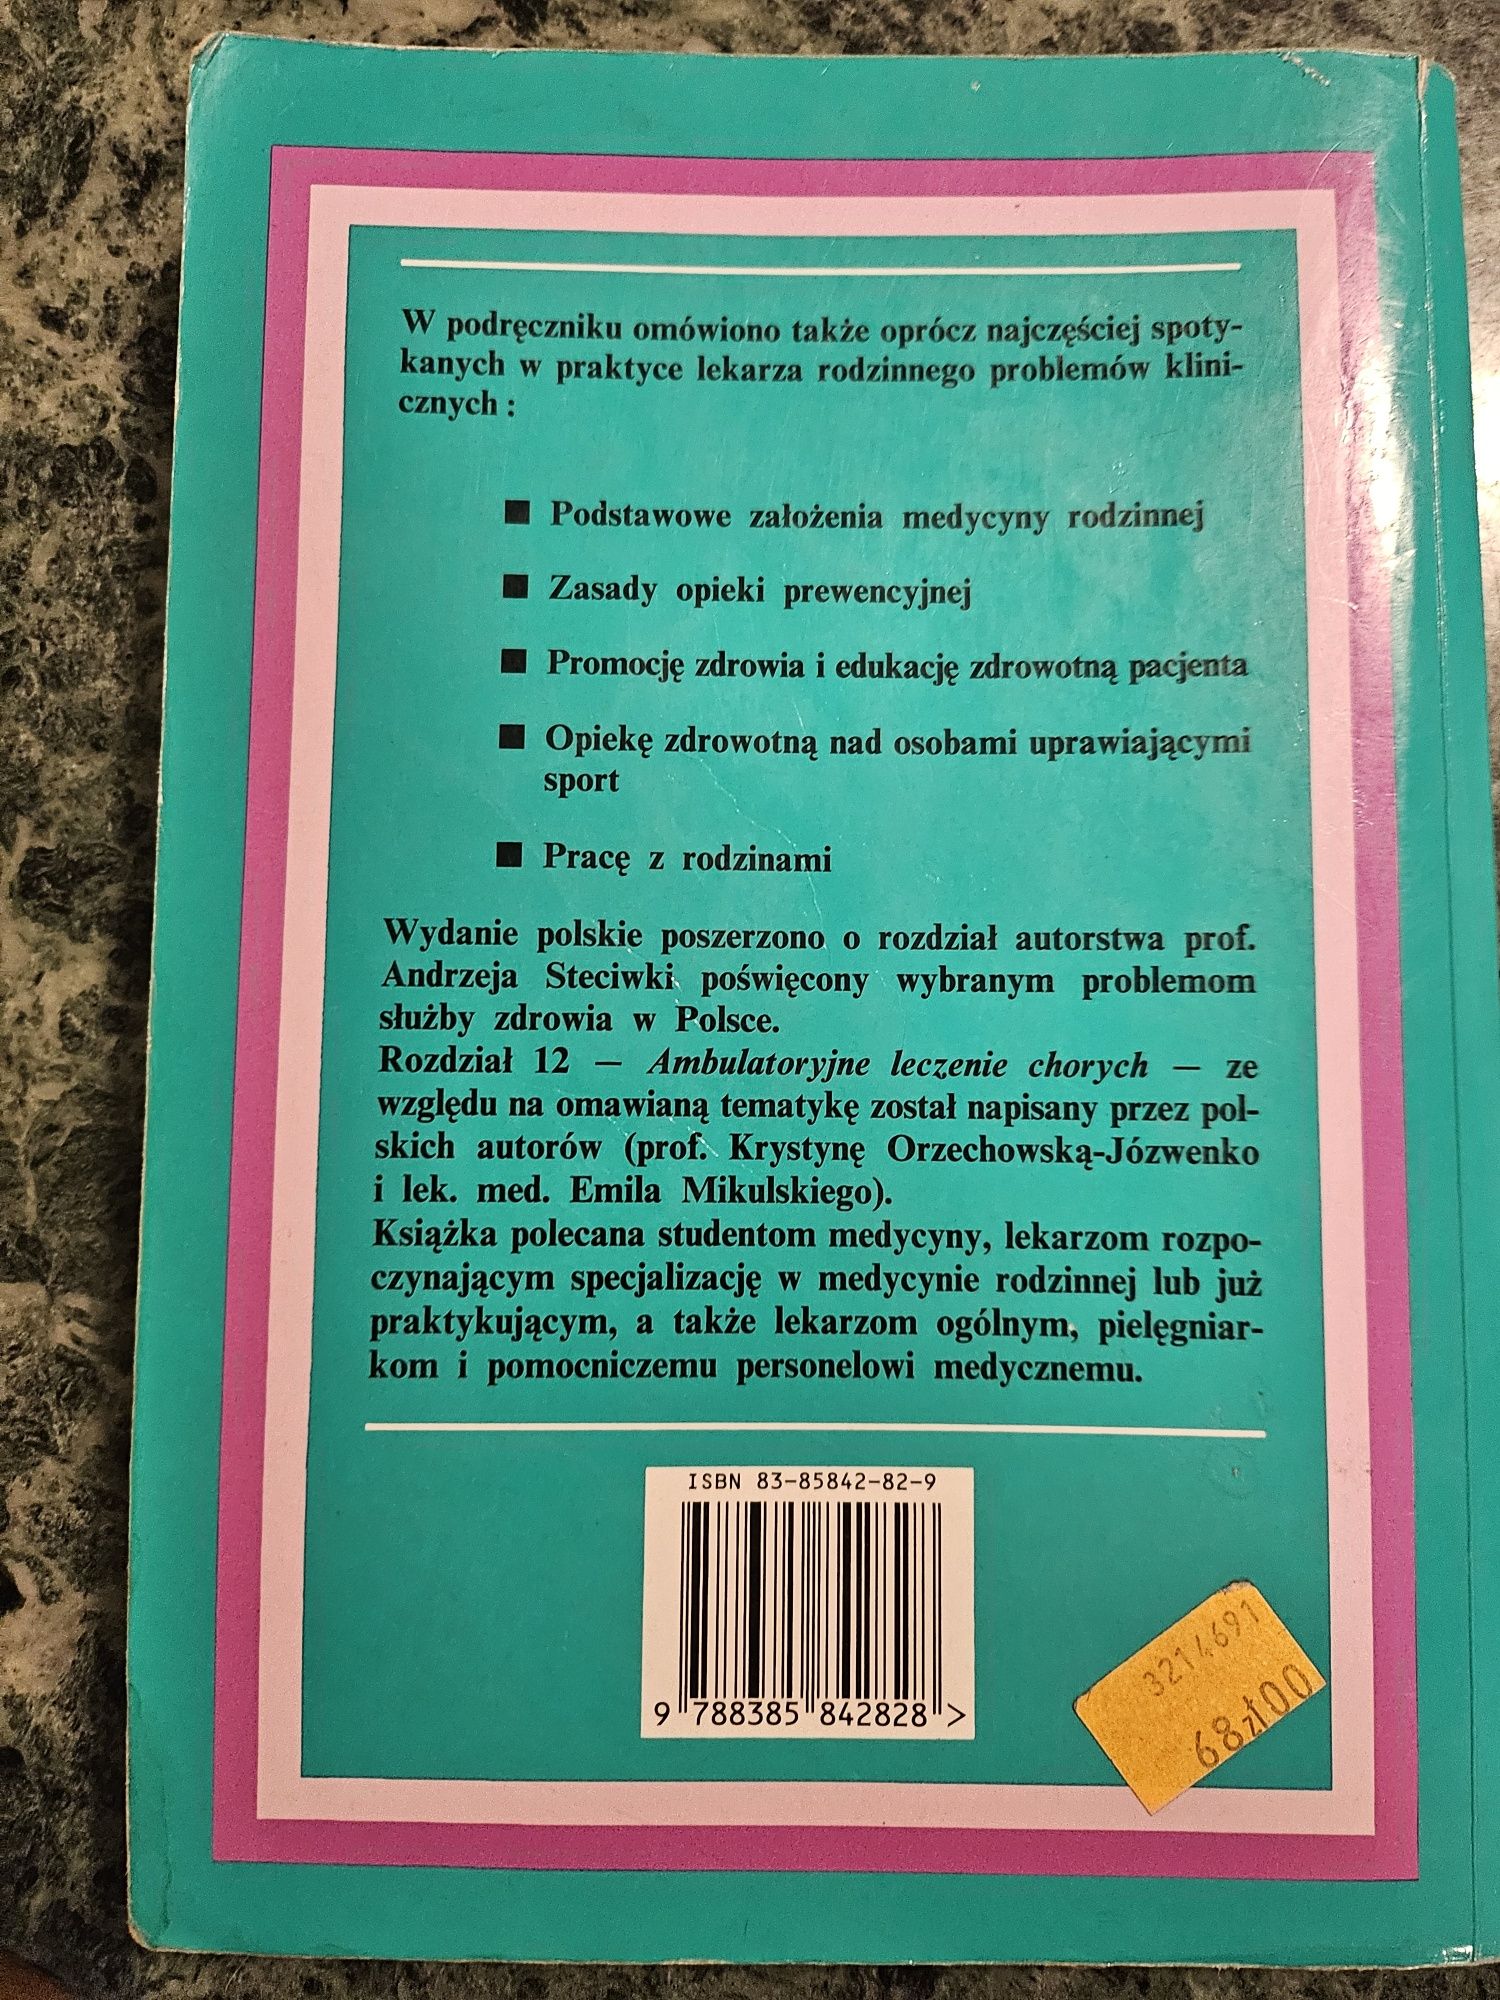 W podręczniku omówiono także oprócz najczęściej spoty-
kanych w praktyce lekarza rodzinnego problemów klini-
cznych :
■ Podstawowe założenia medycyny rodzinnej
■ Zasady opieki prewencyjnej
■ Promocję zdrowia i edukację zdrowotną pacjenta
■ Opiekę zdrowotną nad osobami uprawiającymi
sport
■ Pracę z rodzinami
Wydanie polskie poszerzono o rozdział autorstwa prof.
Andrzeja Steciwki poświęcony wybranym problemom
służby zdrowia w Polsce.
Rozdział 12 — Ambulatoryjne leczenie chorych — ze
względu na omawianą tematykę został napisany przez pol-
skich autorów (prof. Krystynę Orzechowską-Józwenko
i lek. med. Emila Mikulskiego).
Książka polecana studentom medycyny, lekarzom rozpo-
czynającym specjalizację w medycynie rodzinnej lub już
praktykującym, a także lekarzom ogólnym, pielęgniar-
kom i pomocniczemu personelowi medycznemu.
ISBN 83-85842-82-9
9 788385 842828 >
3214691
68zł00